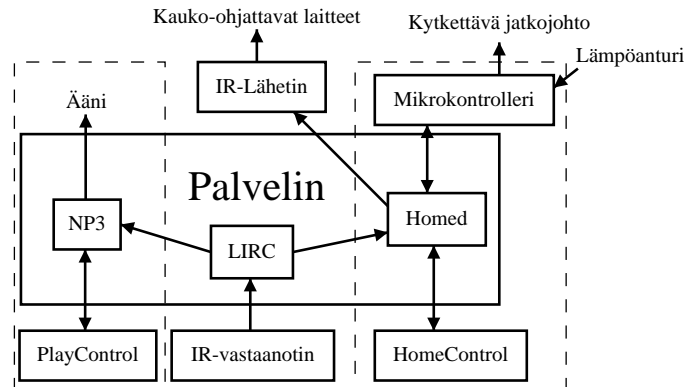 Kauko-ohjattavat laitteet
Kytkettävä jatkojohto
Lämpöanturi
IR-Lähetin
Mikrokontrolleri
Ääni
Palvelin
NP3
LIRC
Homed
PlayControl
IR-vastaanotin
HomeControl